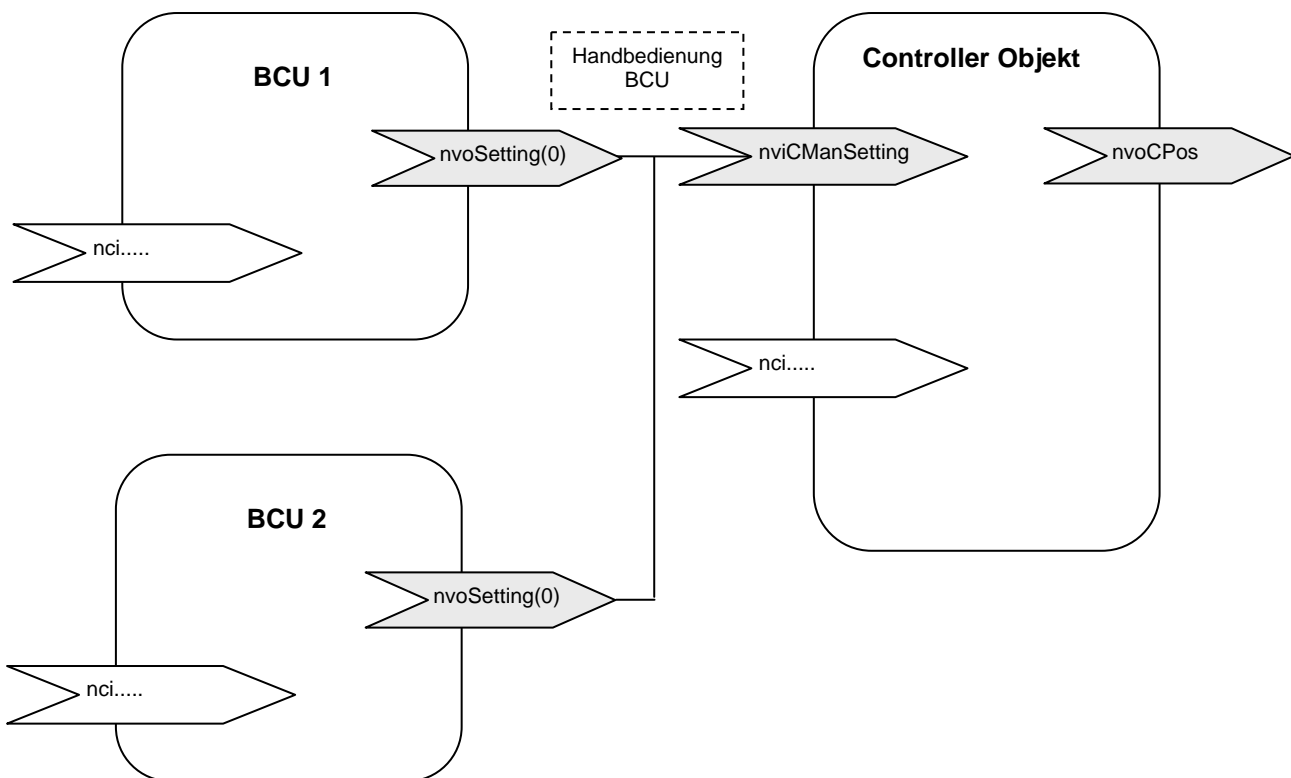 BCU 1
Handbedienung
BCU
Controller Objekt
nvoSetting(0)
nviCManSetting
nvoCPos
nci.....
nci.....
BCU 2
nvoSetting(0)
nci.....